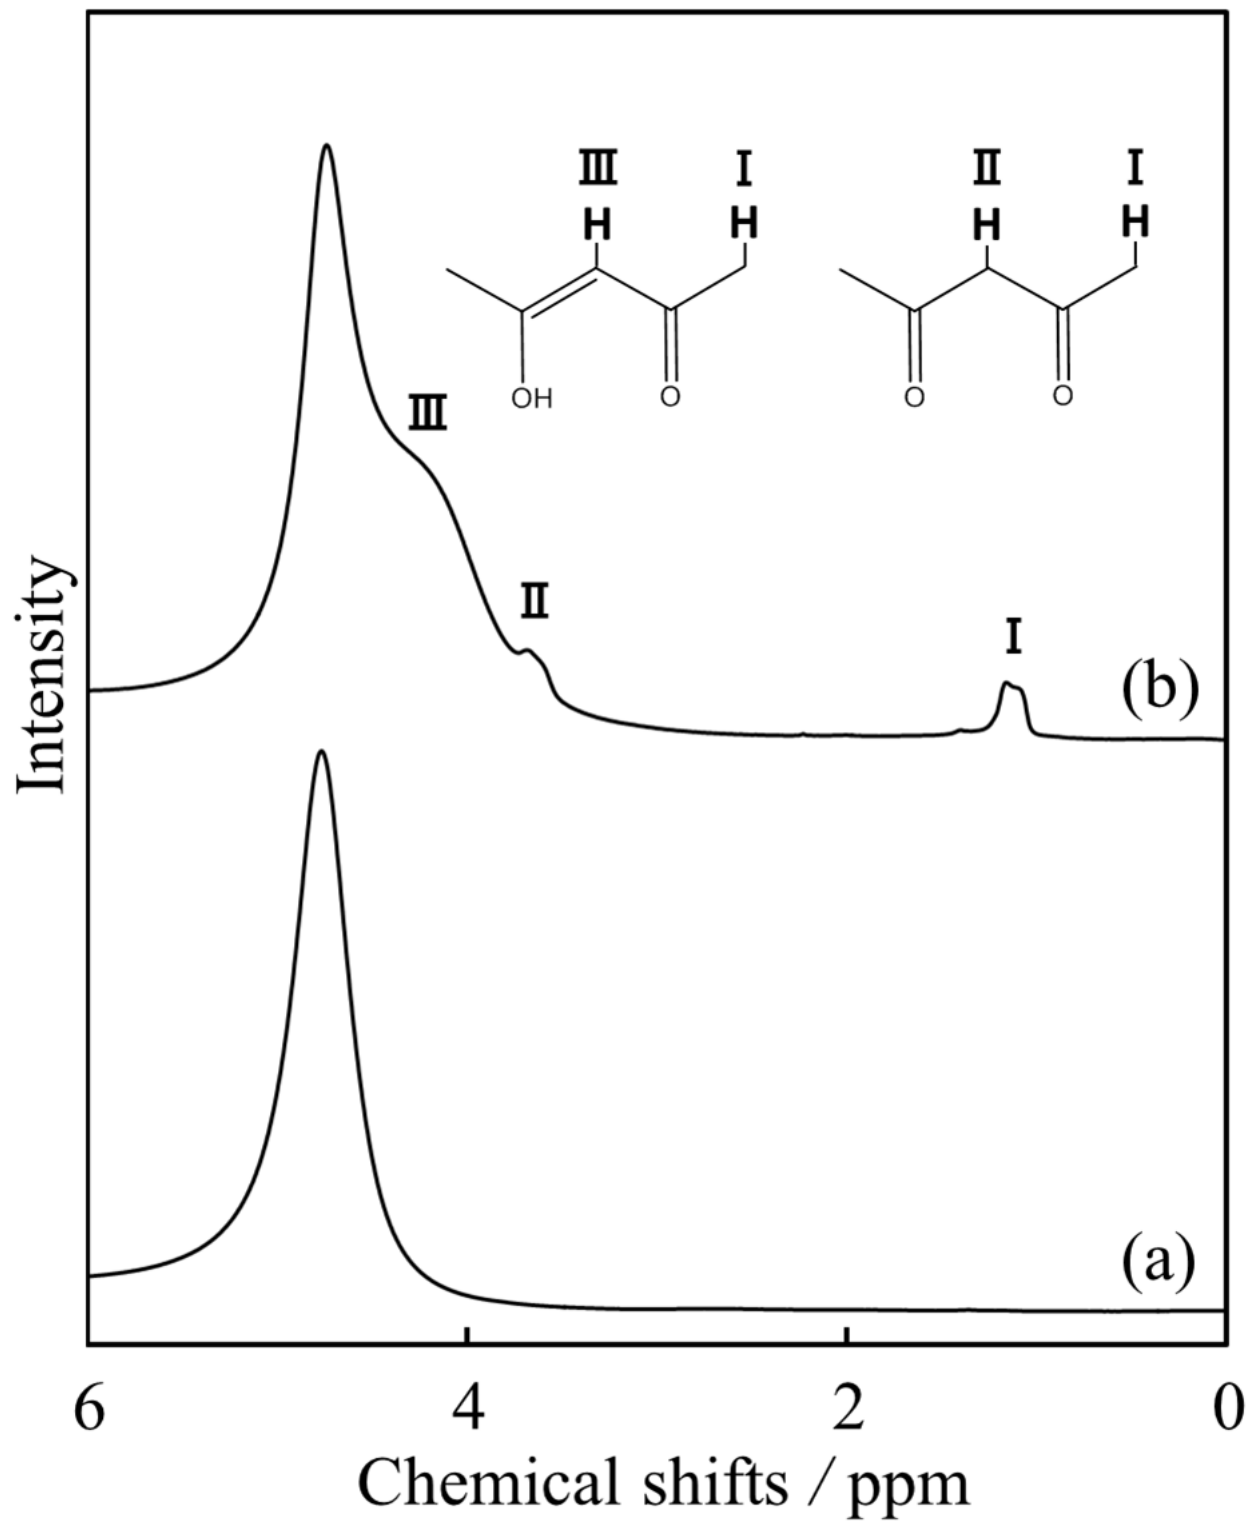 Ⅲ Ⅰ Ⅱ Ⅰ
H H H H
OH O O O
Ⅲ
Ⅱ
Ⅰ
(b)
Intensity
(a)
6 4 2 0
Chemical shifts / ppm